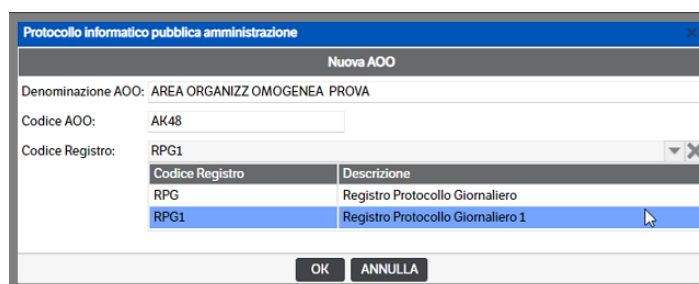 Protocollo informatico pubblica amministrazione
Nuova AOO
Denominazione AOO: AREA ORGANIZZ OMOGENEA PROVA
Codice AOO: AK48
Codice Registro: RPG1
Codice Registro Descrizione
RPG Registro Protocollo Giornaliero
RPG1 Registro Protocollo Giornaliero 1
OK ANNULLA